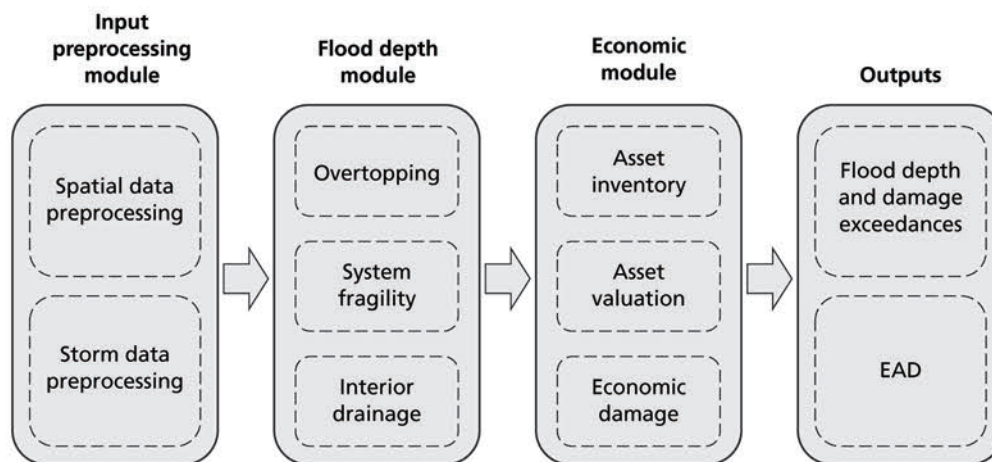 Input
preprocessing
module
Spatial data
preprocessing
Storm data
preprocessing
Flood depth
module
Overtopping
System
fragility
Interior
drainage
Economic
module
Asset
inventory
Asset
valuation
Economic
damage
Outputs
Flood depth
and damage
exceedances
EAD